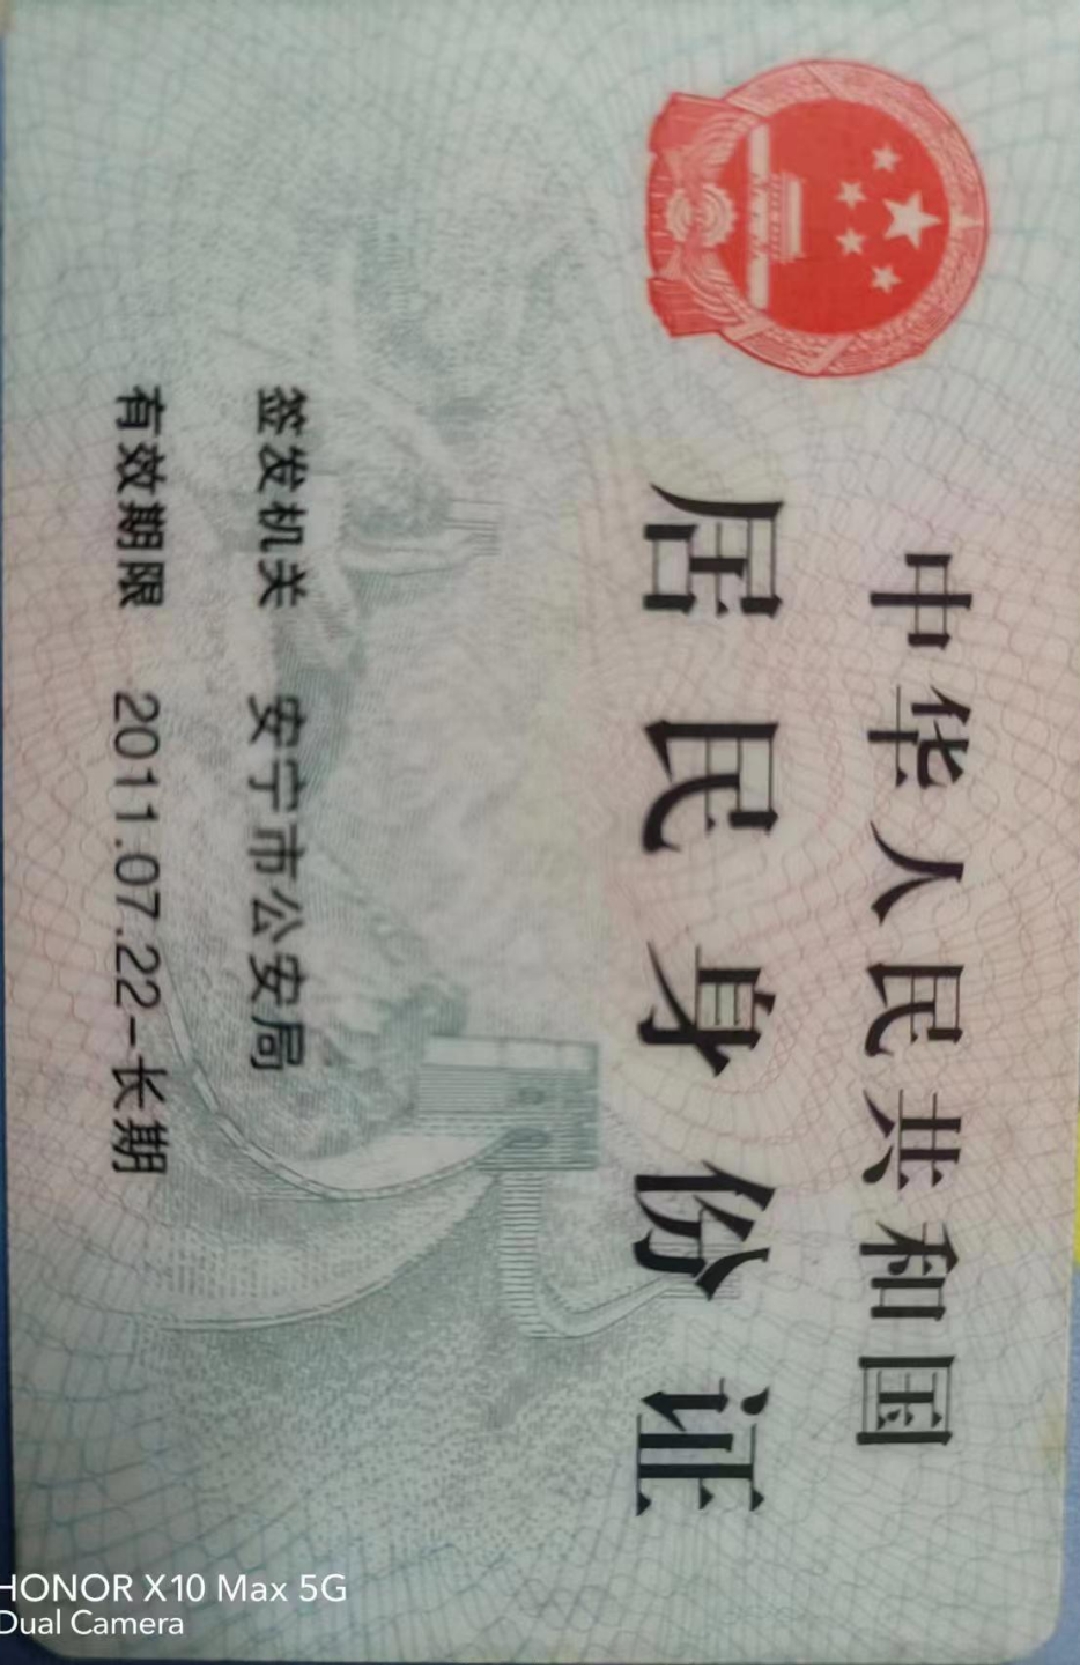 中华人民共和国
居民身份证
签发机关 安宁市公安局
有效期限 2011.07.22-长期
HONOR X10 Max 5G
Dual Camera